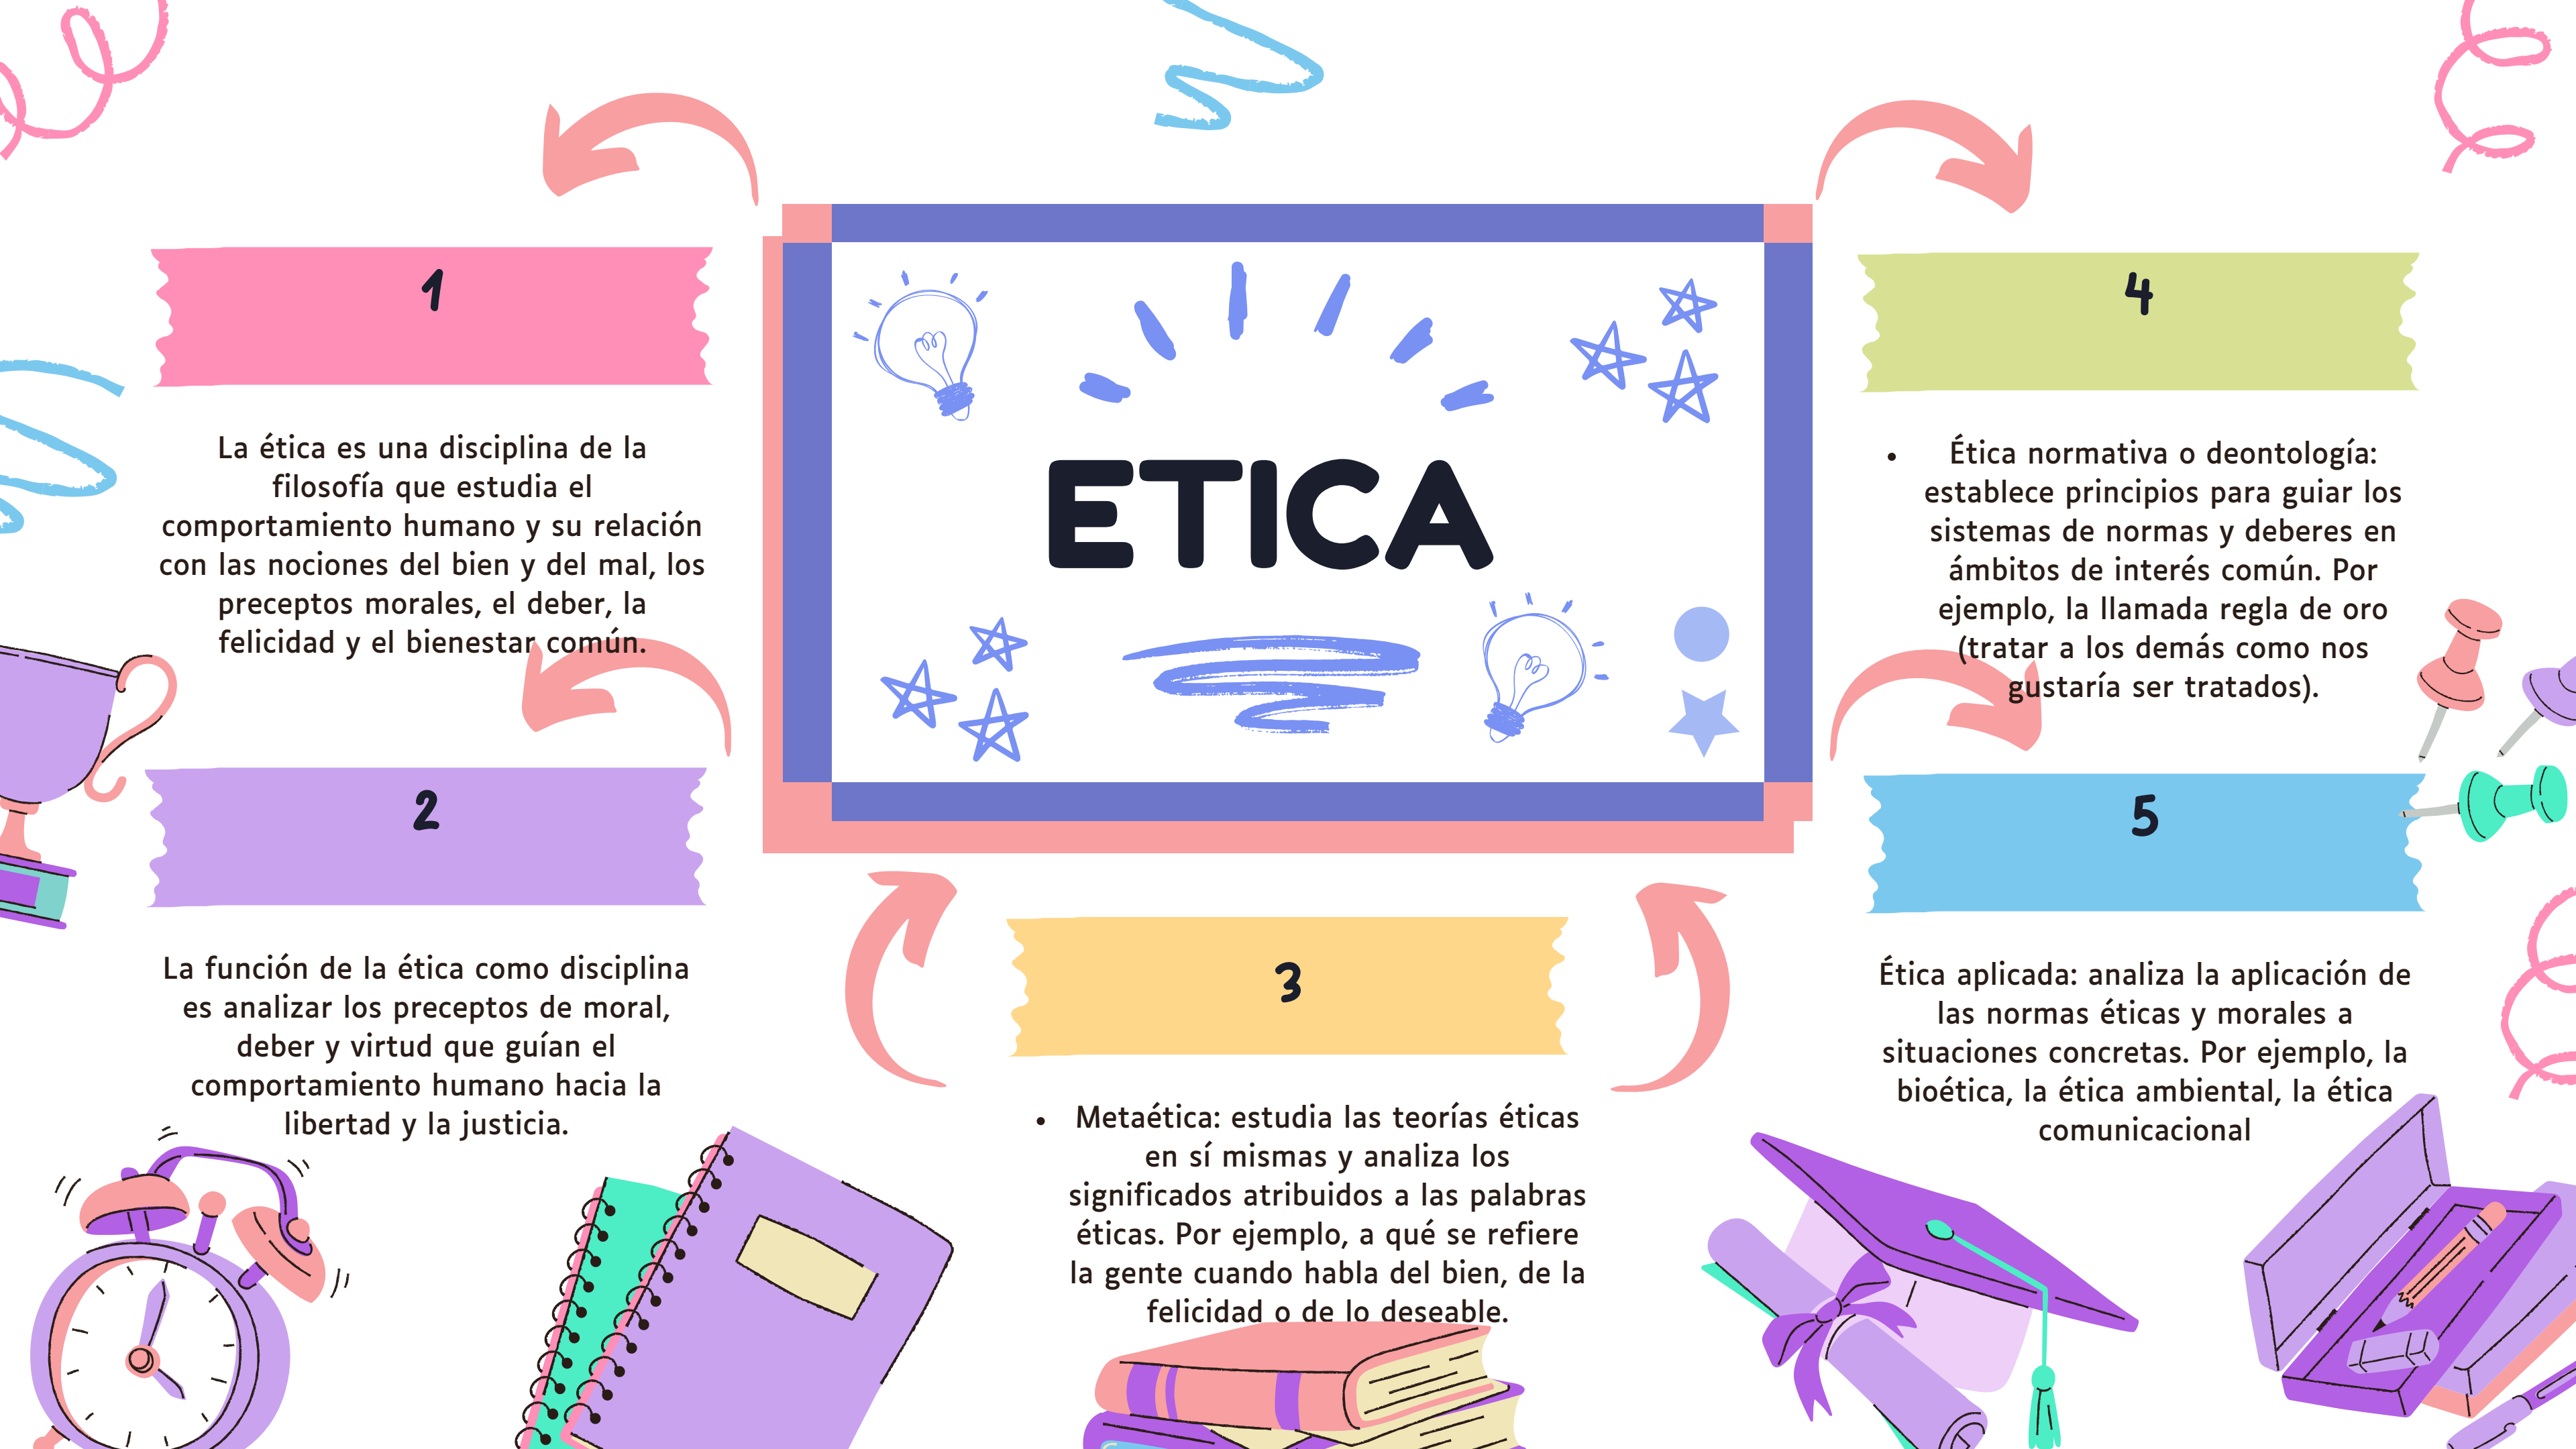 ETICA
1
La ética es una disciplina de la
filosofía que estudia el
comportamiento humano y su relación
con las nociones del bien y del mal, los
preceptos morales, el deber, la
felicidad y el bienestar común.
2
La función de la ética como disciplina
es analizar los preceptos de moral,
deber y virtud que guían el
comportamiento humano hacia la
libertad y la justicia.
3
• Metaética: estudia las teorías éticas
en sí mismas y analiza los
significados atribuidos a las palabras
éticas. Por ejemplo, a qué se refiere
la gente cuando habla del bien, de la
felicidad o de lo deseable.
4
• Ética normativa o deontología:
establece principios para guiar los
sistemas de normas y deberes en
ámbitos de interés común. Por
ejemplo, la llamada regla de oro
(tratar a los demás como nos
gustaría ser tratados).
5
Ética aplicada: analiza la aplicación de
las normas éticas y morales a
situaciones concretas. Por ejemplo, la
bioética, la ética ambiental, la ética
comunicacional